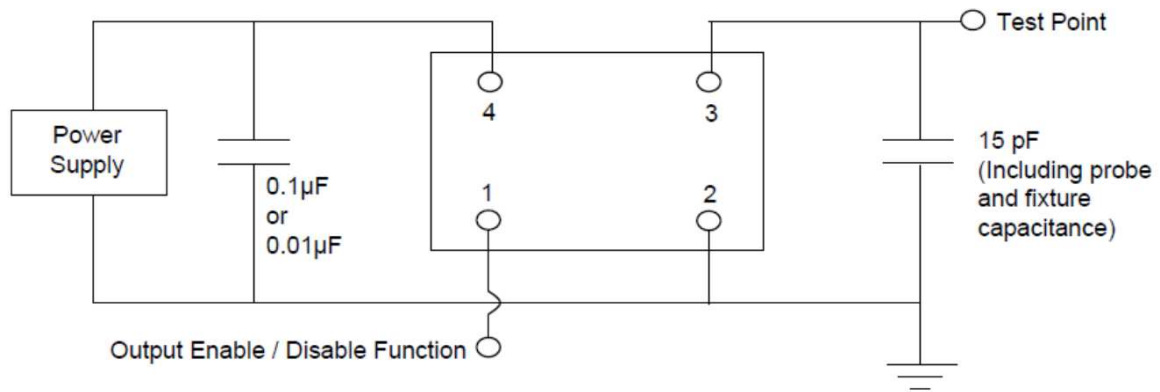 Test Point
Power
Supply
4
3
0.1µF
or
0.01µF
1
2
15 pF
(Including probe
and fixture
capacitance)
Output Enable / Disable Function